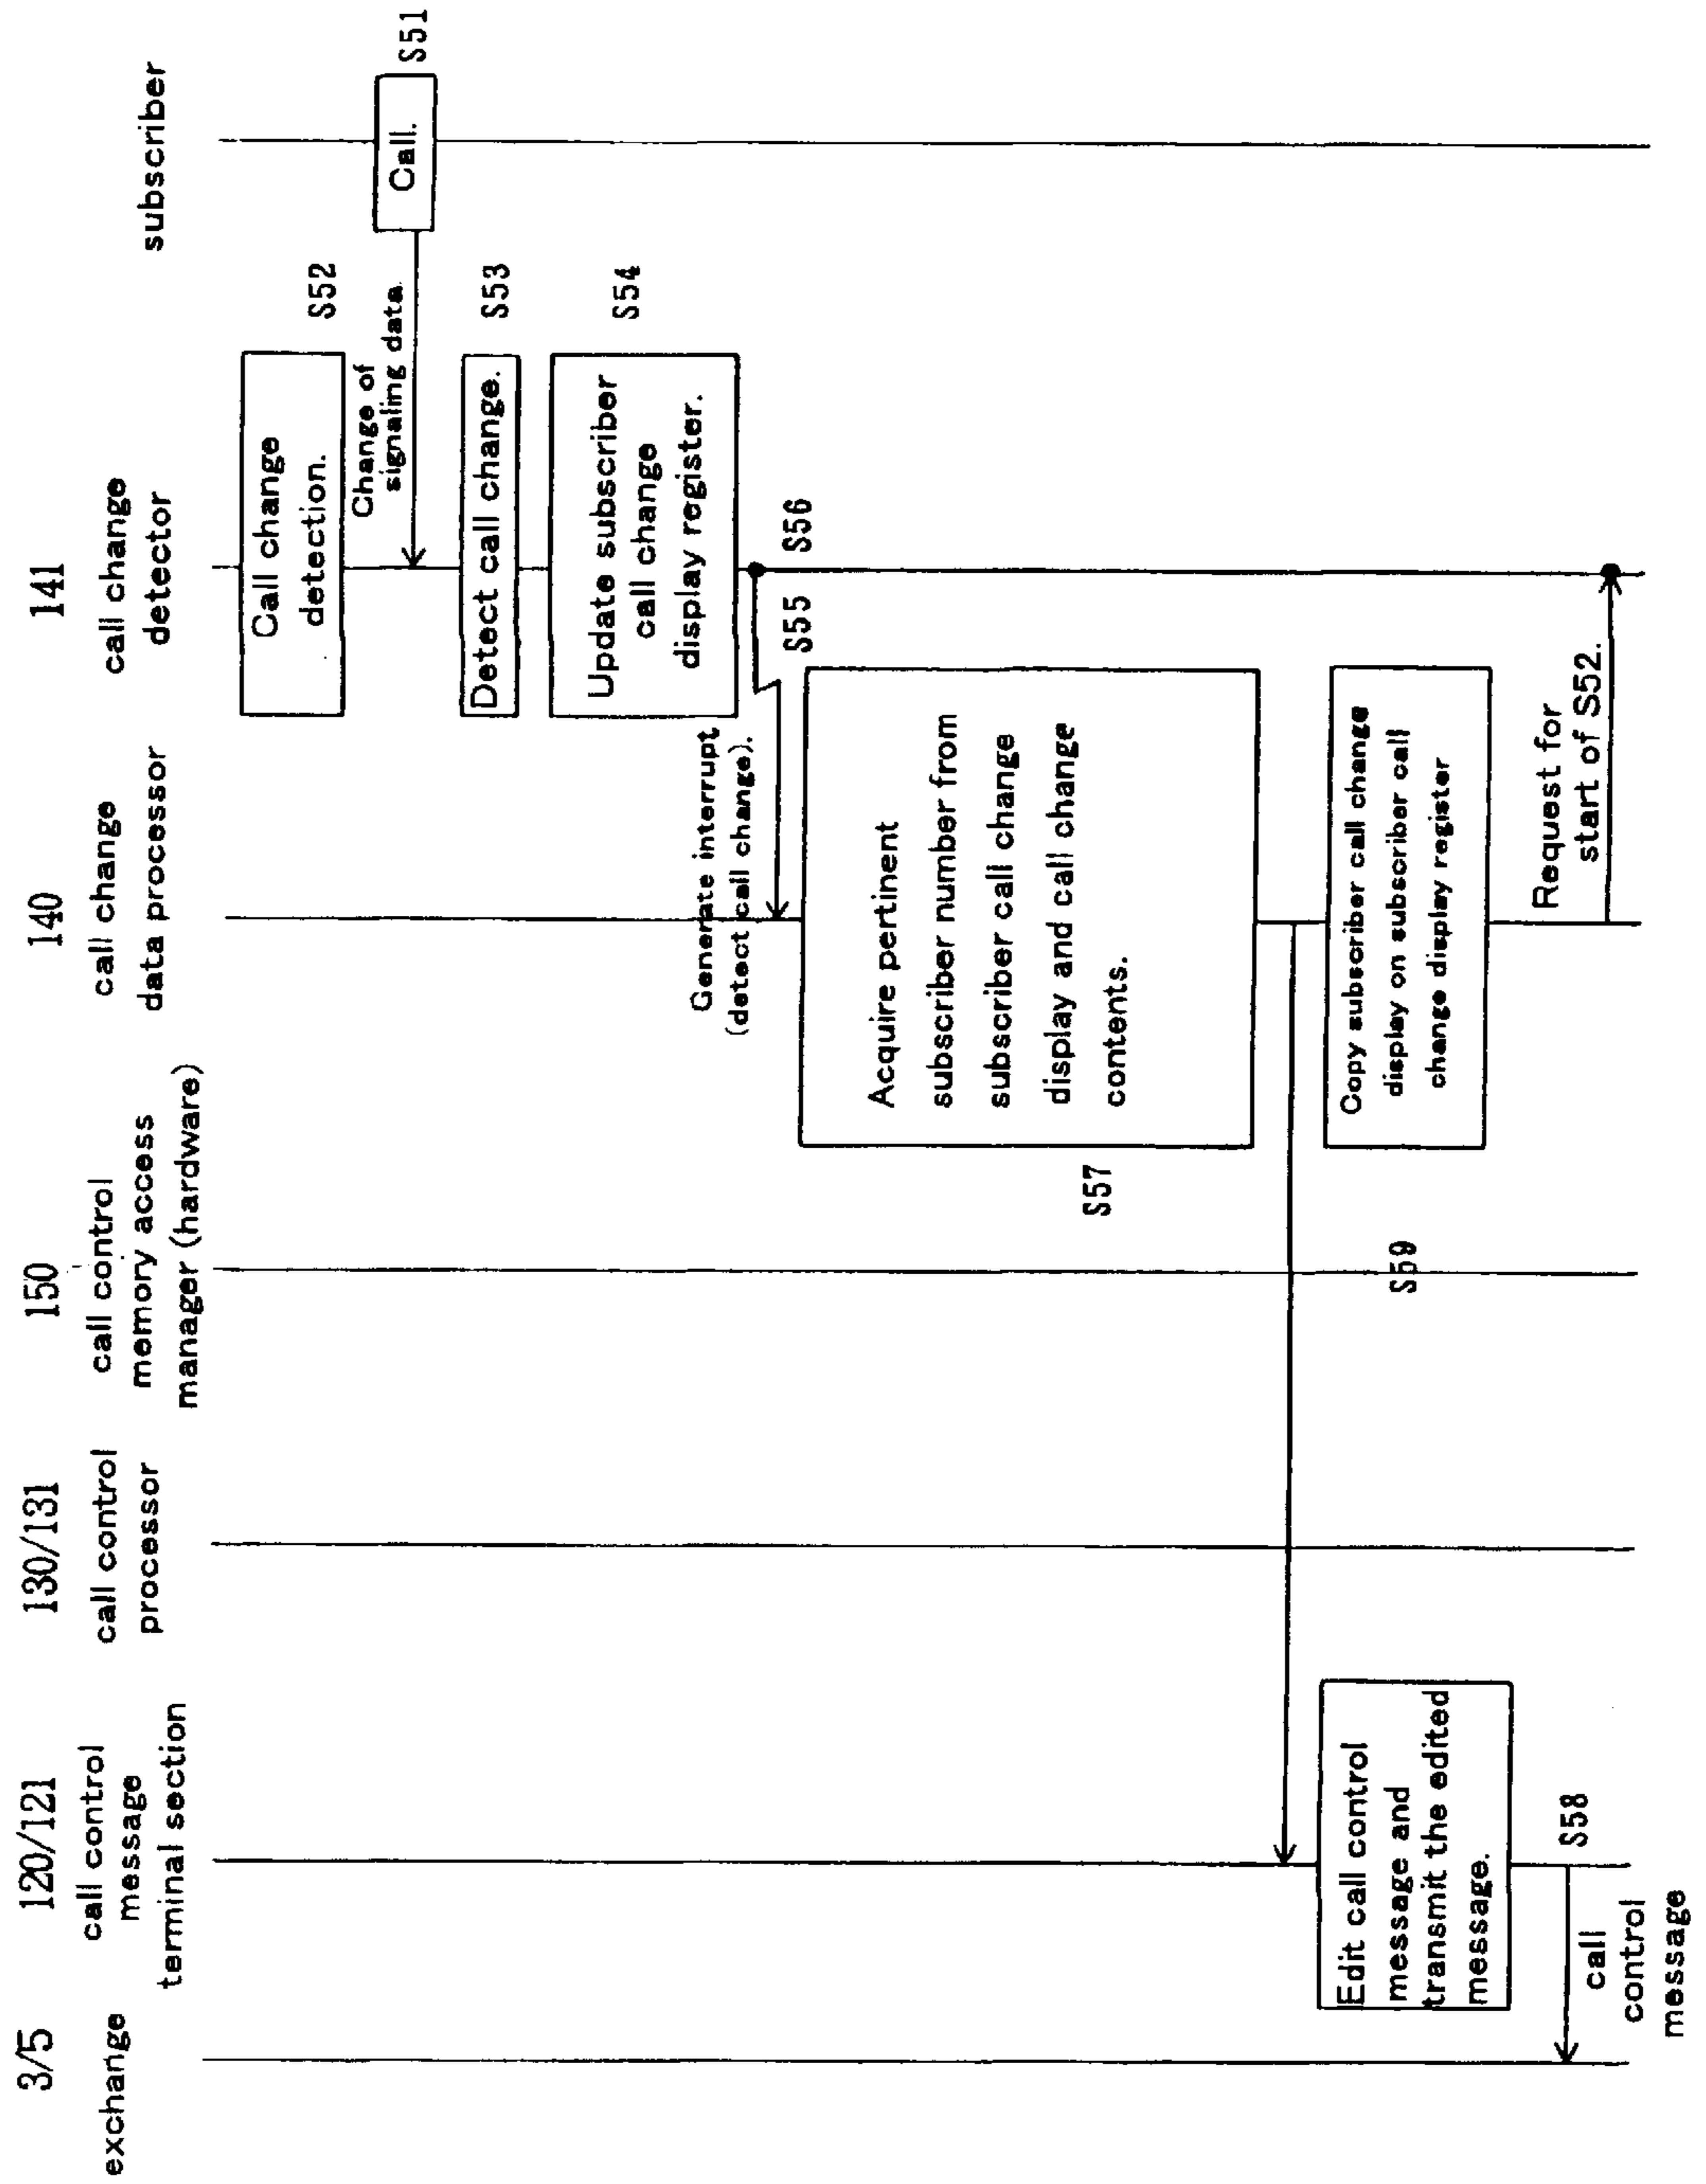 3/5
exchange
120/121
call control
message
terminal section
130/131
call control
processor
150
call control
memory access
manager (hardware)
140
call change
data processor
141
call change
detector
subscriber
Call change
detection.
S52
Call.
S51
Change of
signaling data.
Detect call change.
S53
Update subscriber
call change
display register.
S54
S55
S56
Generate interrupt
(detect call change).
Acquire pertinent
subscriber number from
subscriber call change
display and call change
contents.
S57
Edit call control
message and
transmit the edited
message.
S58
call
control
message
Copy subscriber call change
display on subscriber call
change display register
S59
Request for
start of S52.